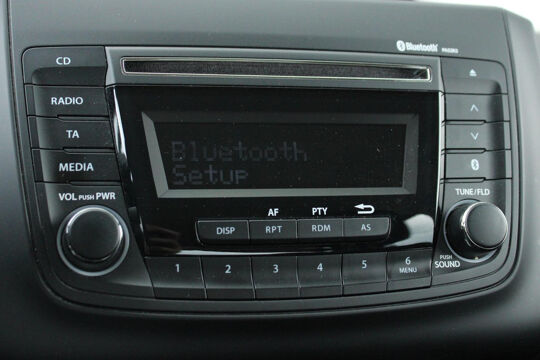 Bluetooth
CD
RADIO
TA
MEDIA
VOL PUSH PWR
Bluetooth
Setup
AF PTY
DISP RPT RDM AS
1 2 3 4 5 6
MENU
TUNE/FLD
PUSH
SOUND